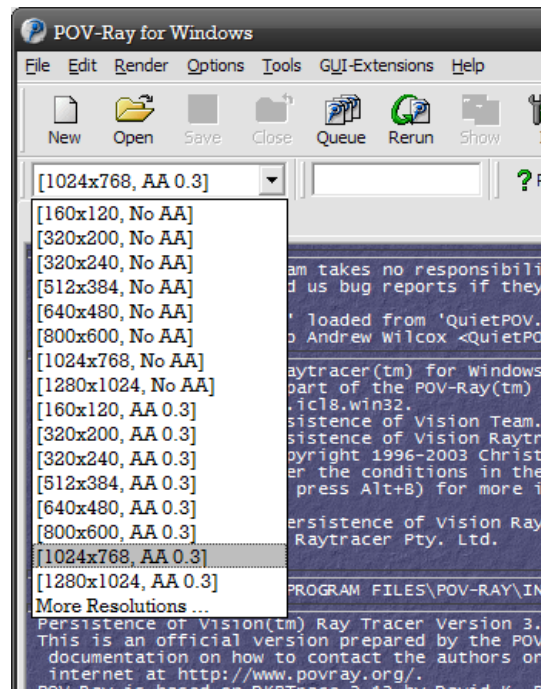 POV-Ray for Windows
File Edit Render Options Tools GUI-Extensions Help
New Open Save Close Queue Rerun Show
[1024x768, AA 0.3]
[160x120, No AA]
[320x200, No AA]
[320x240, No AA]
[512x384, No AA]
[640x480, No AA]
[800x600, No AA]
[1024x768, No AA]
[1280x1024, No AA]
[160x120, AA 0.3]
[320x200, AA 0.3]
[320x240, AA 0.3]
[512x384, AA 0.3]
[640x480, AA 0.3]
[800x600, AA 0.3]
[1024x768, AA 0.3]
[1280x1024, AA 0.3]
More Resolutions ...
am takes no responsibili
d us bug reports if they
' loaded from 'QuietPOV.
o Andrew Wilcox <QuietPO
aytracer(tm) for Windows
part of the POV-Ray(tm)
.icl8.win32.
sistence of Vision Team.
sistence of Vision Raytr
pyright 1996-2003 Christ
er the conditions in the
press Alt+B) for more i
ersistence of Vision Ray
Raytracer Pty. Ltd.
PROGRAM FILES\POV-RAY\IN
Persistence of Vision(tm) Ray Tracer Version 3.
This is an official version prepared by the POV
documentation on how to contact the authors or
internet at http://www.povray.org/.